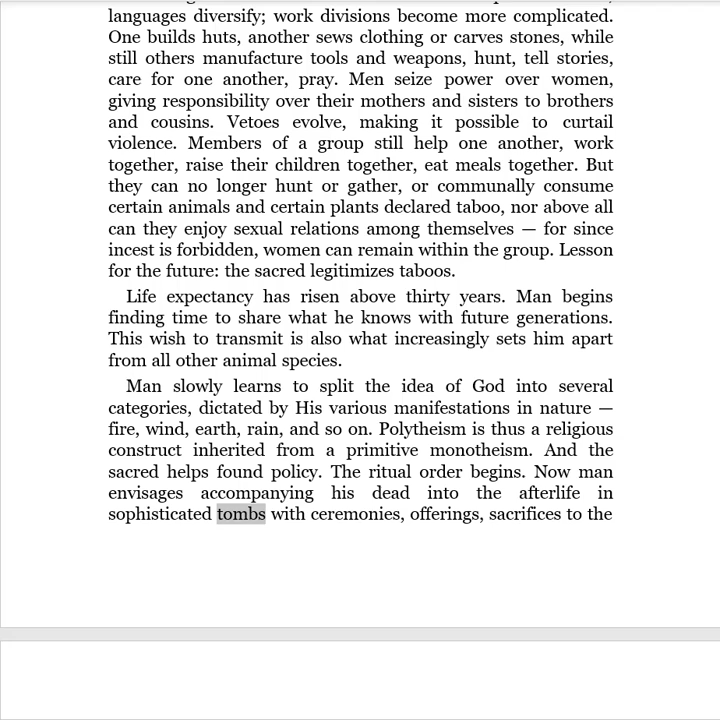 languages diversify; work divisions become more complicated.
One builds huts, another sews clothing or carves stones, while
still others manufacture tools and weapons, hunt, tell stories,
care for one another, pray. Men seize power over women,
giving responsibility over their mothers and sisters to brothers
and cousins. Vetoes evolve, making it possible to curtail
violence. Members of a group still help one another, work
together, raise their children together, eat meals together. But
they can no longer hunt or gather, or communally consume
certain animals and certain plants declared taboo, nor above all
can they enjoy sexual relations among themselves — for since
incest is forbidden, women can remain within the group. Lesson
for the future: the sacred legitimizes taboos.
Life expectancy has risen above thirty years. Man begins
finding time to share what he knows with future generations.
This wish to transmit is also what increasingly sets him apart
from all other animal species.
Man slowly learns to split the idea of God into several
categories, dictated by His various manifestations in nature —
fire, wind, earth, rain, and so on. Polytheism is thus a religious
construct inherited from a primitive monotheism. And the
sacred helps found policy. The ritual order begins. Now man
envisages accompanying his dead into the afterlife in
sophisticated tombs with ceremonies, offerings, sacrifices to the